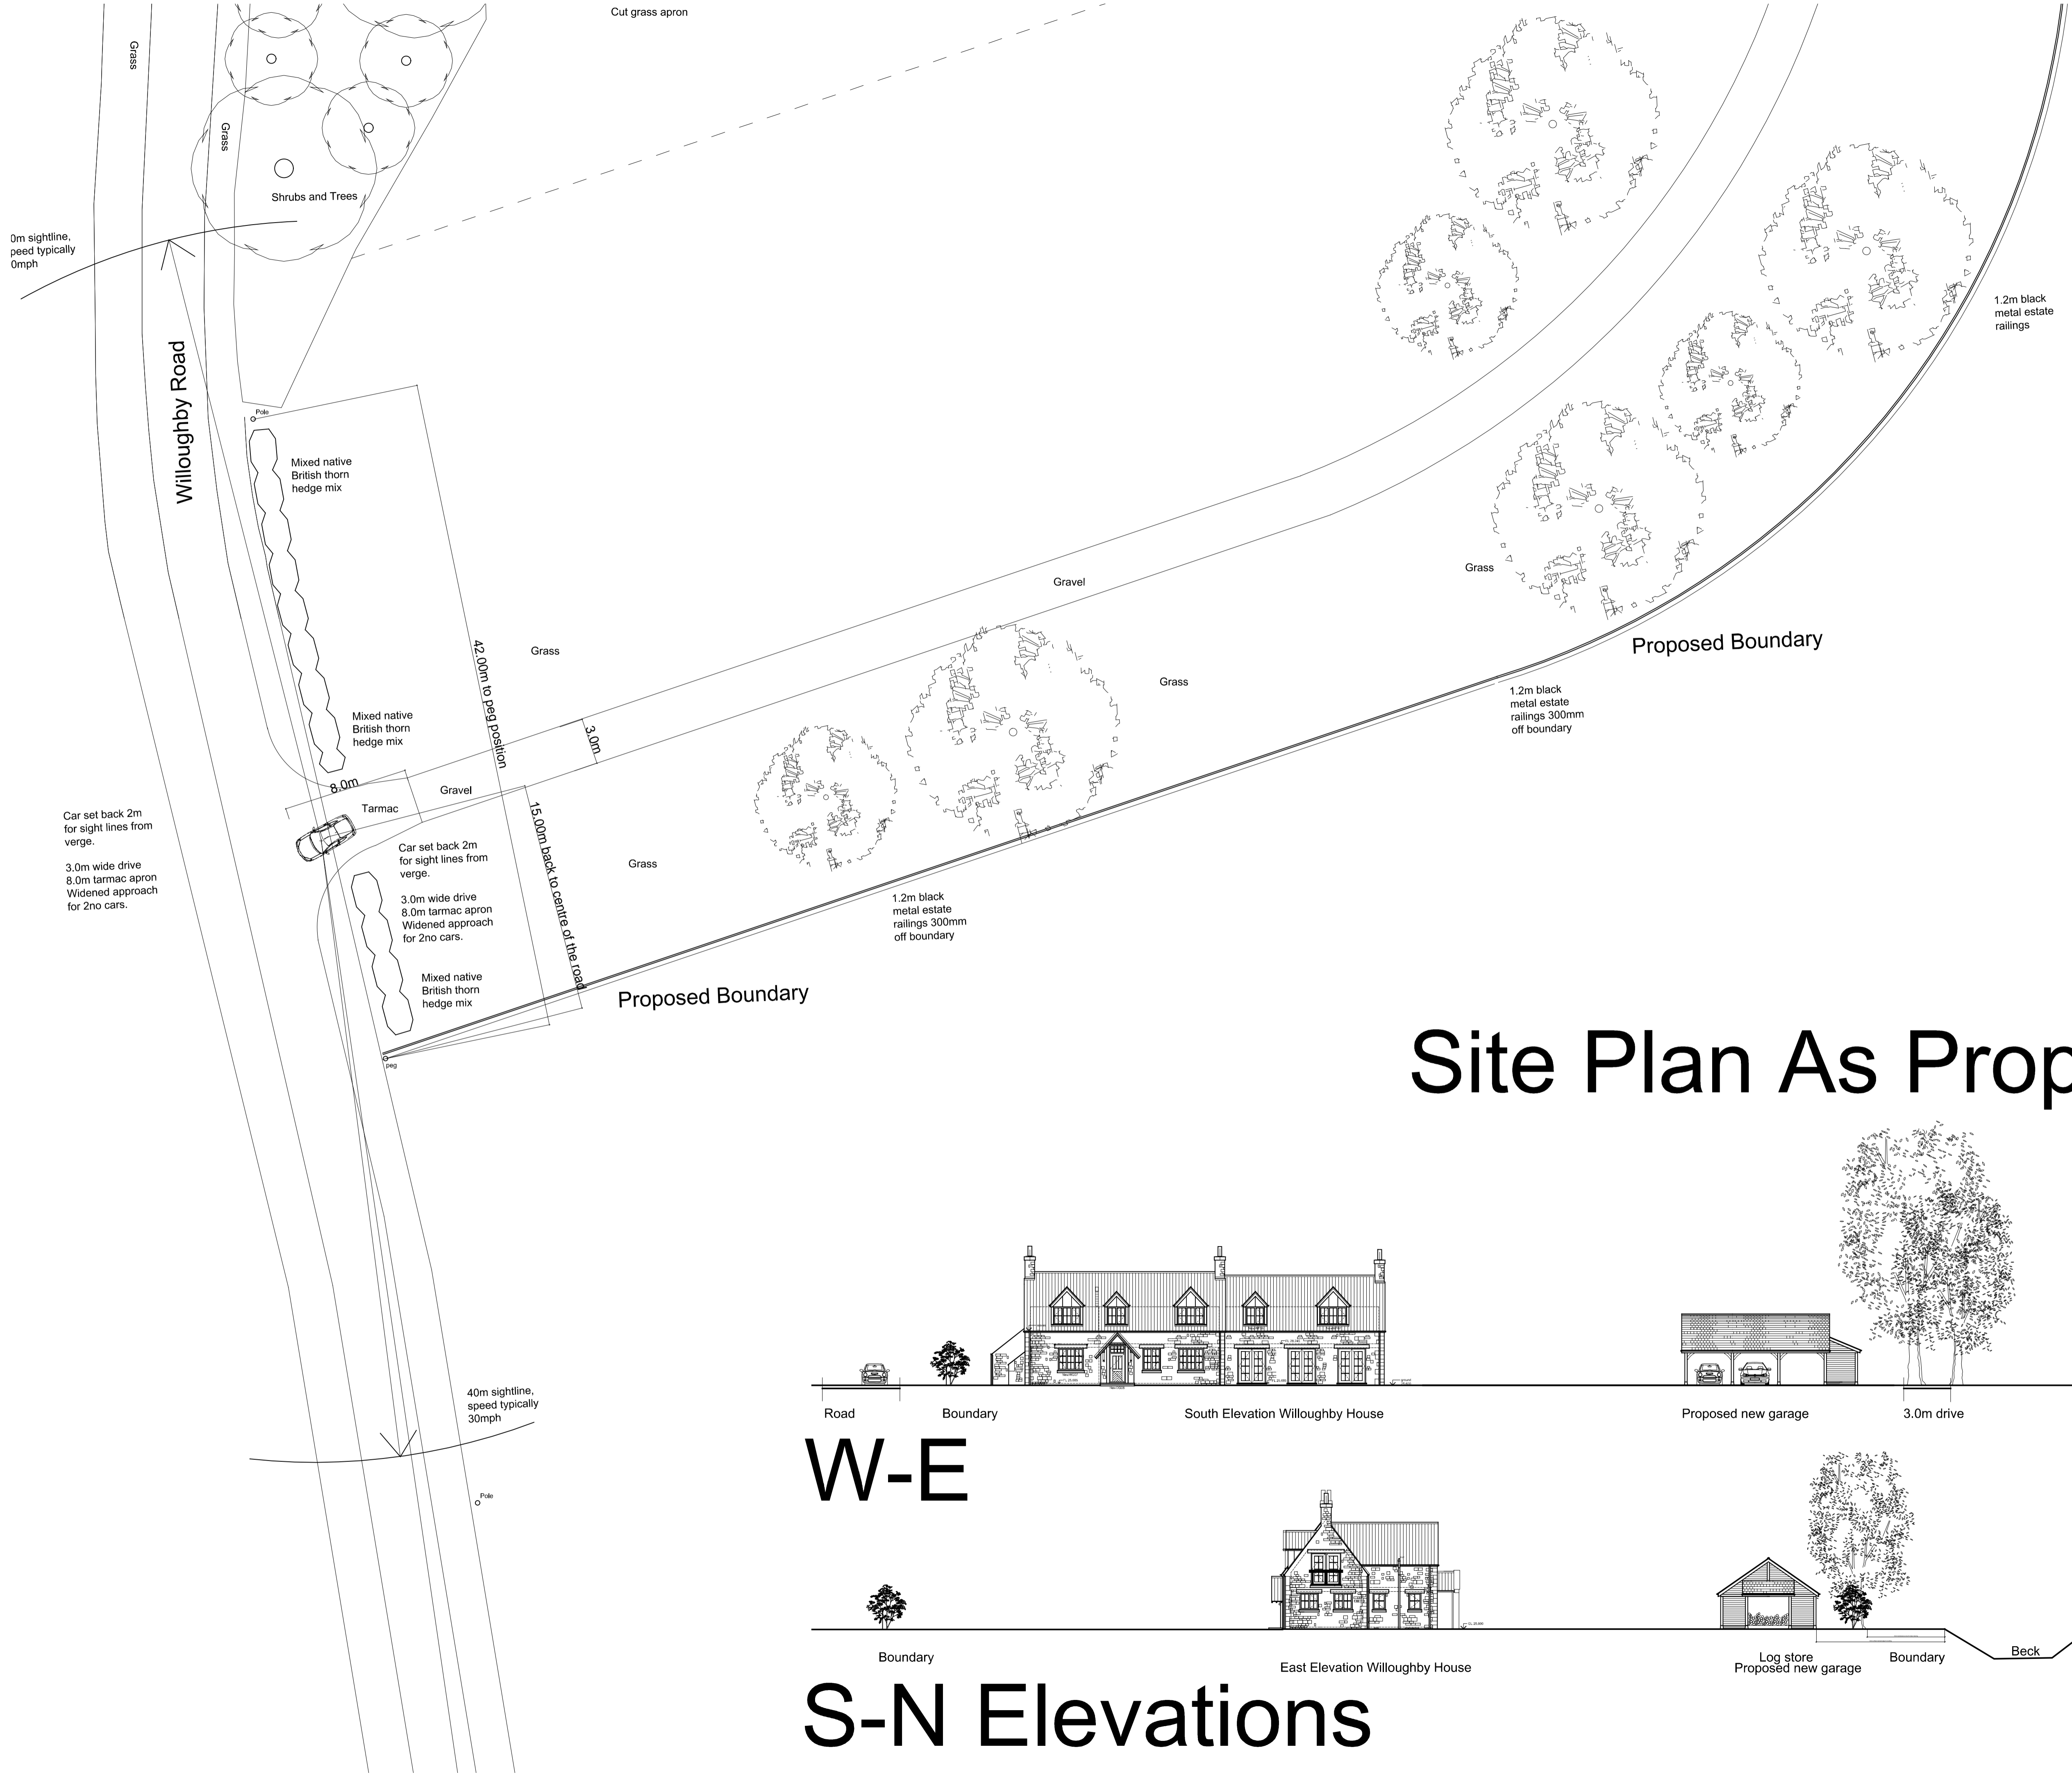 Cut grass apron
Grass
Grass
Shrubs and Trees
0m sightline,
peed typically
0mph
Willoughby Road
1.2m black
metal estate
railings
Pole
Mixed native
British thorn
hedge mix
Gravel
Grass
Grass
42.00m to peg position
Grass
Proposed Boundary
1.2m black
metal estate
railings 300mm
off boundary
Mixed native
British thorn
hedge mix
3.0m
8.0m
Gravel
Tarmac
Car set back 2m
for sight lines from
verge.
3.0m wide drive
8.0m tarmac apron
Widened approach
for 2no cars.
Car set back 2m
for sight lines from
verge.
3.0m wide drive
8.0m tarmac apron
Widened approach
for 2no cars.
15.00m back to centre of the road
Grass
1.2m black
metal estate
railings 300mm
off boundary
Mixed native
British thorn
hedge mix
Proposed Boundary
peg
Site Plan As Prop
40m sightline,
speed typically
30mph
Pole
Road
Boundary
South Elevation Willoughby House
Proposed new garage
3.0m drive
W-E
Boundary
East Elevation Willoughby House
Log store
Proposed new garage
Boundary
Beck
S-N Elevations